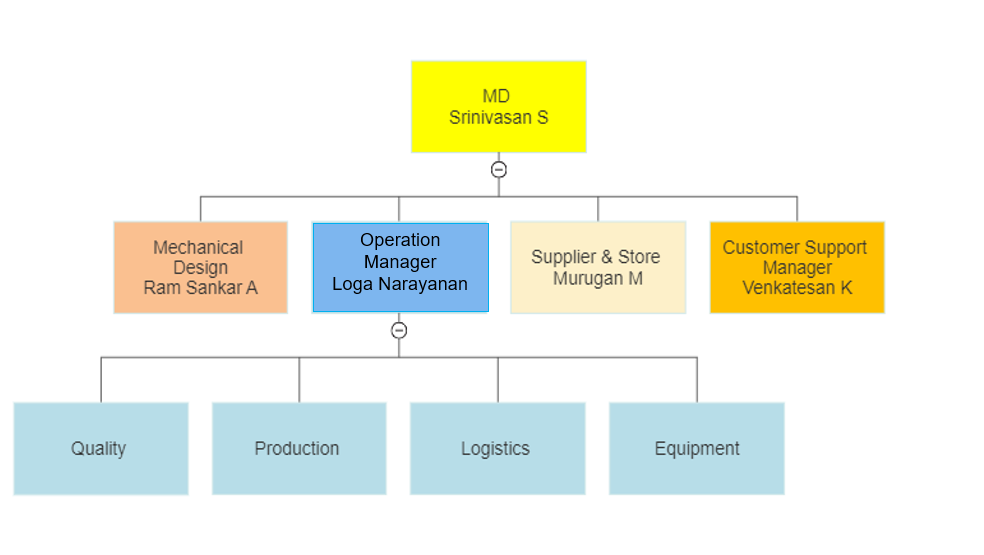 MD
Srinivasan S
Mechanical
Design
Ram Sankar A
Operation
Manager
Loga Narayanan
Supplier & Store
Murugan M
Customer Support
Manager
Venkatesan K
Quality
Production
Logistics
Equipment